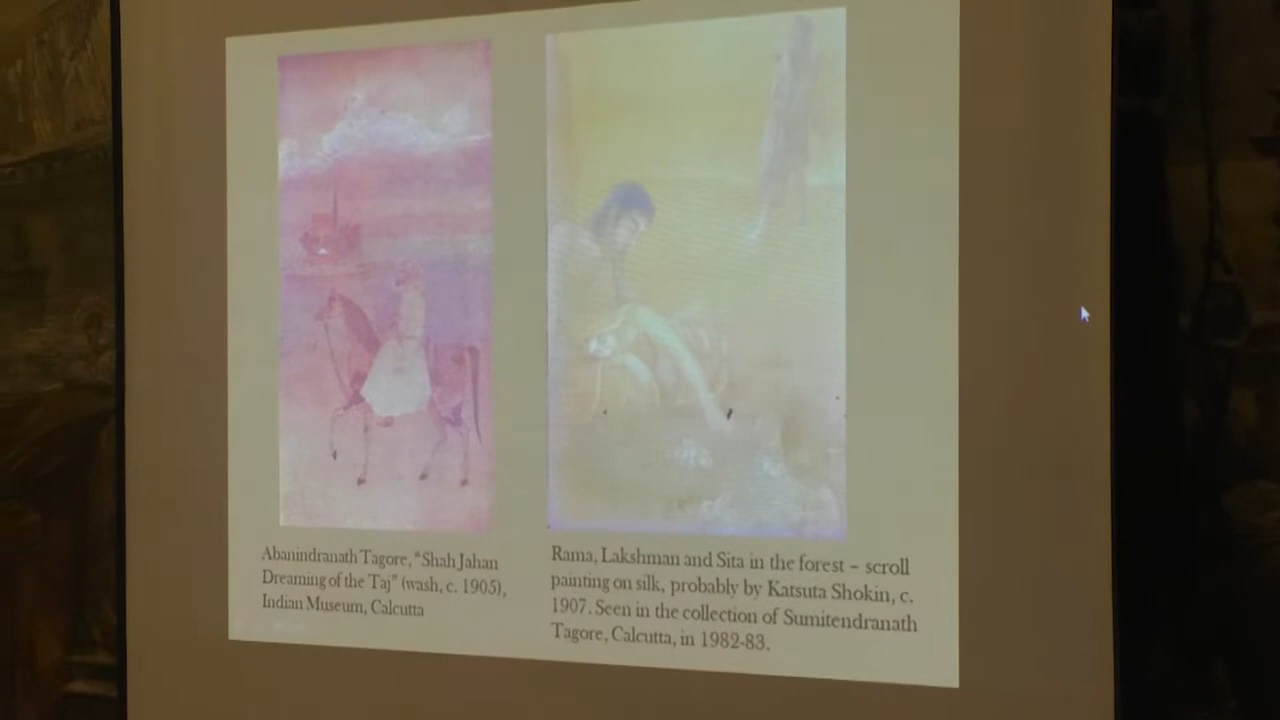 Abanindranath Tagore, “Shah Jahan
Dreaming of the Taj” (wash, c. 1905),
Indian Museum, Calcutta
Rama, Lakshman and Sita in the forest – scroll
painting on silk, probably by Katsuta Shokin, c.
1907. Seen in the collection of Sumitendranath
Tagore, Calcutta, in 1982-83.